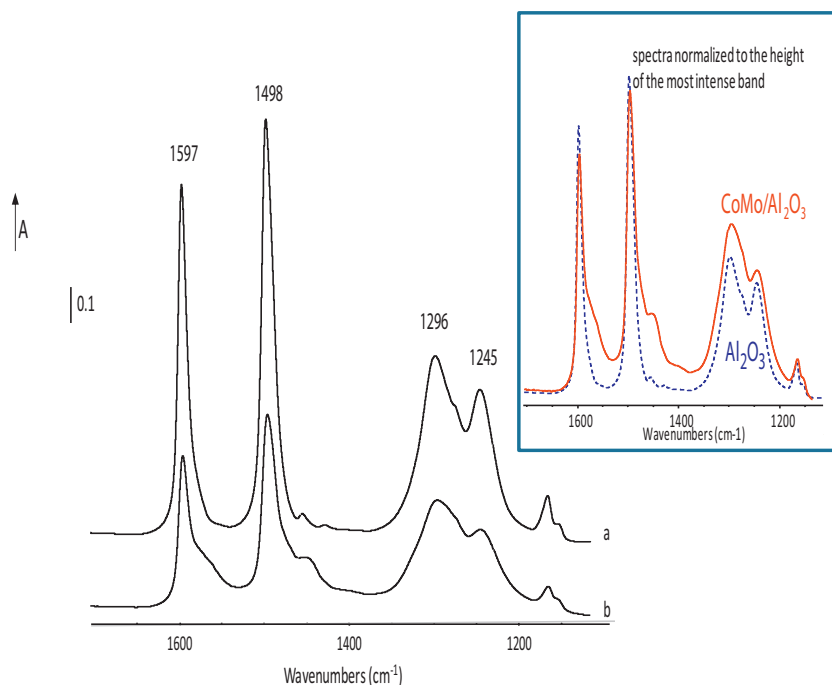 1597
1498
A
0.1
1296
1245
a
b
1600
1400
1200
Wavenumbers (cm⁻¹)
spectra normalized to the height
of the most intense band
CoMo/Al₂O₃
Al₂O₃
1600
1400
1200
Wavenumbers (cm-1)